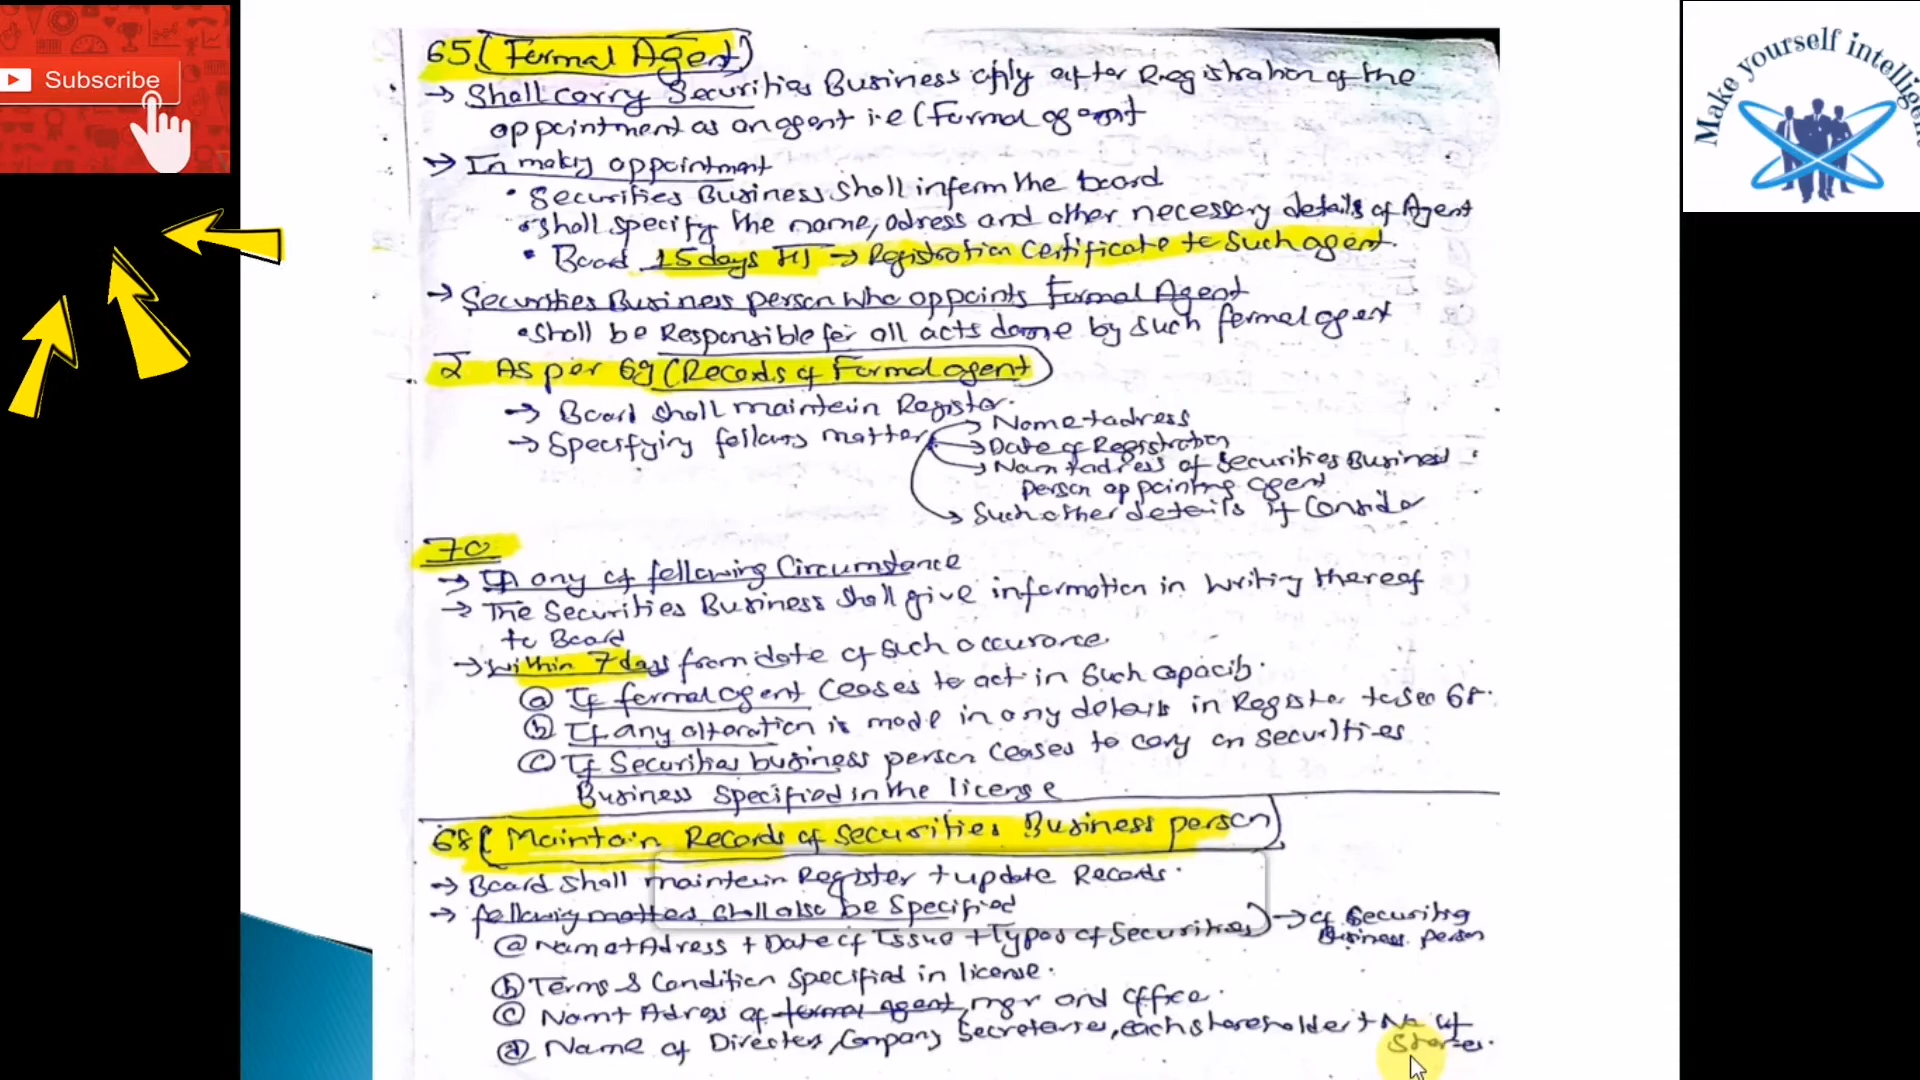 Subscribe
Make yourself intelligen
65 (Formal Agent)
→ Shall carry Securities Business only after Registration of the
appointment as an agent i.e (Formal agent
→ In making appointment
• Securities Business shall inform the board
• shall specify the name, adress and other necessary details of Agent
• Board 15 days → Registration Certificate to such agent.
→ Securities Business person who appoints Formal Agent
• Shall be Responsible for all acts done by such formal agent
2 As per 69 (Records of Formal agent)
→ Board shall maintain Register.
→ Specifying follows matter
→ Name + adress
→ Date of Registration
→ Nam + adress of Securities Business
person appointing agent
→ Such other details if Consider
70
→ If any of following Circumstance
→ The Securities Business shall give information in writing thereof
to Board
→ within 7 days from date of such occurance
(a) If formal agent ceases to act in such capacity.
(b) If any alteration is made in any details in Register to sec 68.
(c) If Securities business person ceases to carry on securities
Business specified in the license
68 (Maintain Records of Securities Business person)
→ Board shall maintein Register + update Records.
→ following matters shall also be specified
(a) Name + Adress + Date of Issue + Types of Securities) → of Securities
Business person
(b) Terms & Condition specified in license.
(c) Nam + Adress of formal agent, mgr and office.
(d) Name of Directors, Company Secreterie, each shareholder + No of
Shares.